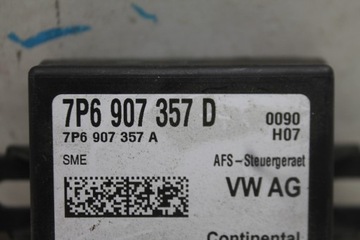 7P6 907 357 D 0090
7P6 907 357 A H07
SME AFS-Steuergeraet
VW AG
Continental